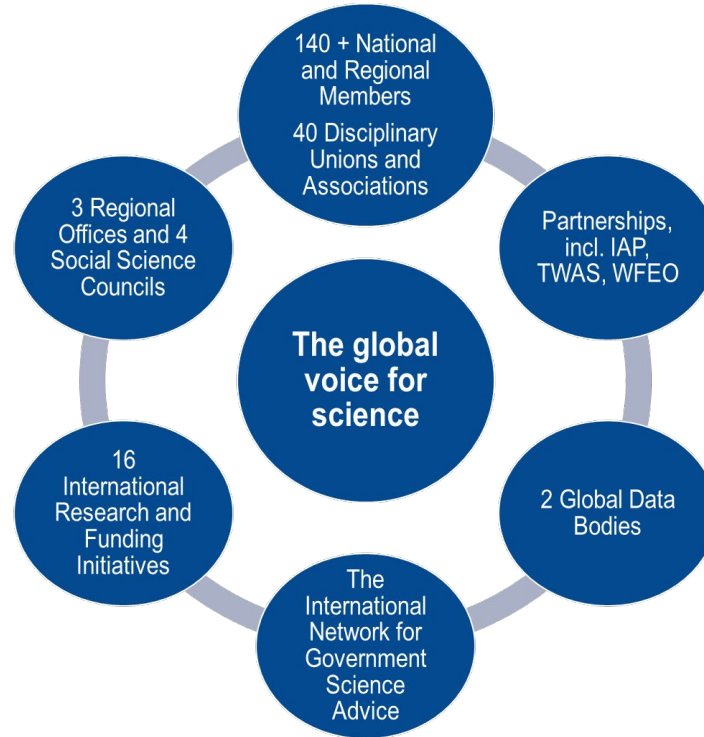 140 + National
and Regional
Members
40 Disciplinary
Unions and
Associations
3 Regional
Offices and 4
Social Science
Councils
Partnerships,
incl. IAP,
TWAS, WFEO
The global
voice for
science
16
International
Research and
Funding
Initiatives
2 Global Data
Bodies
The
International
Network for
Government
Science
Advice